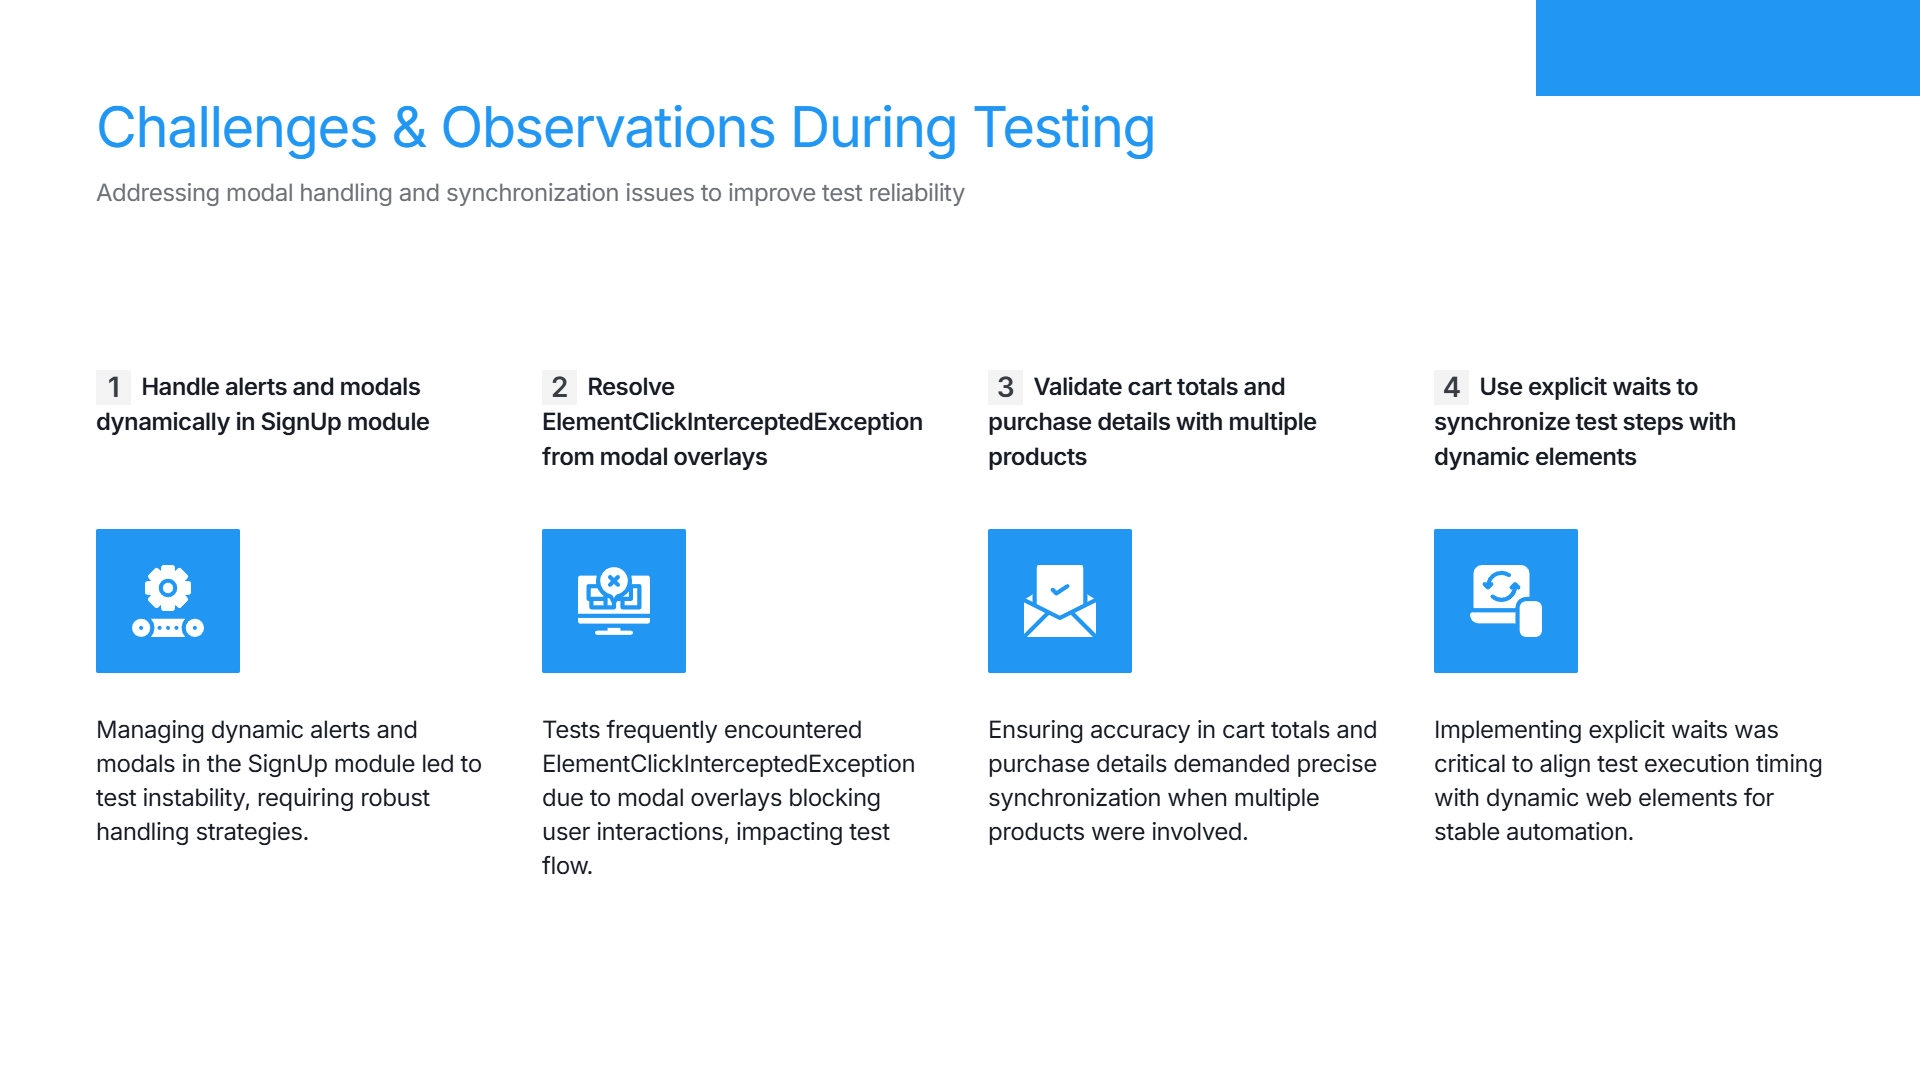 Challenges & Observations During Testing
Addressing modal handling and synchronization issues to improve test reliability
1 Handle alerts and modals
dynamically in SignUp module
Managing dynamic alerts and
modals in the SignUp module led to
test instability, requiring robust
handling strategies.
2 Resolve
ElementClickInterceptedException
from modal overlays
Tests frequently encountered
ElementClickInterceptedException
due to modal overlays blocking
user interactions, impacting test
flow.
3 Validate cart totals and
purchase details with multiple
products
Ensuring accuracy in cart totals and
purchase details demanded precise
synchronization when multiple
products were involved.
4 Use explicit waits to
synchronize test steps with
dynamic elements
Implementing explicit waits was
critical to align test execution timing
with dynamic web elements for
stable automation.